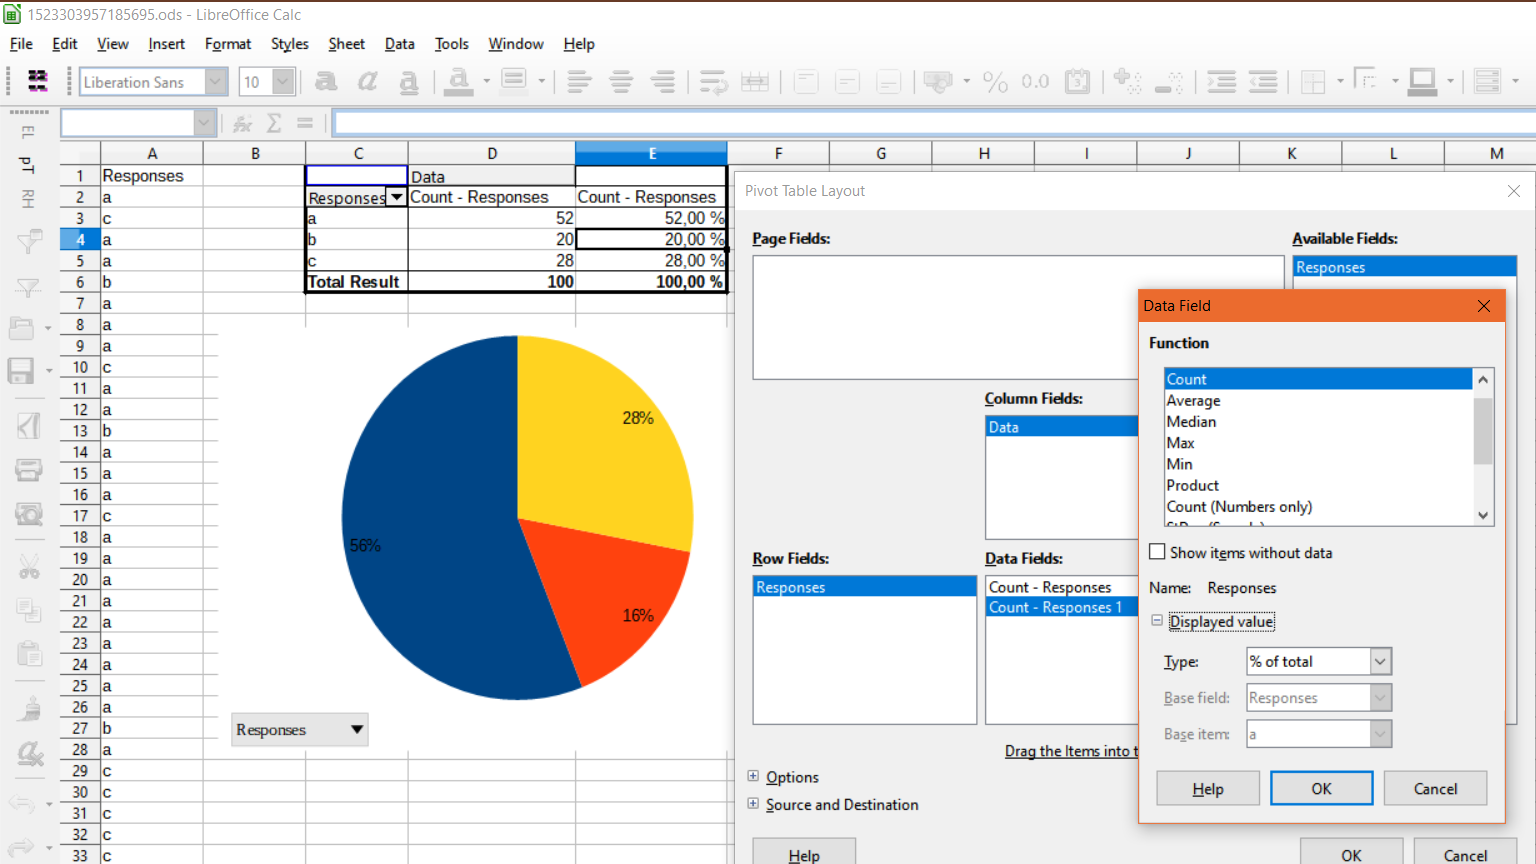 1523303957185695.ods - LibreOffice Calc
File Edit View Insert Format Styles Sheet Data Tools Window Help
Liberation Sans 10 a a a a % 0.0
EL
PT
RH
A B C D E F G H I J K L M
1 Responses Data
2 a Responses Count - Responses Count - Responses
3 c a 52 52,00 %
4 a b 20 20,00 %
5 a c 28 28,00 %
6 b Total Result 100 100,00 %
7 a
8 a
9 a
10 c
11 a
12 a
13 b
14 a
15 a
16 a
17 c
18 a
19 a
20 a
21 a
22 a
23 a
24 a
25 a
26 a
27 b
28 a
29 c
30 c
31 c
32 c
33 c
28%
56%
16%
Responses
Pivot Table Layout
Page Fields:
Available Fields:
Responses
Column Fields:
Data
Row Fields:
Responses
Data Fields:
Count - Responses
Count - Responses 1
Drag the Items into t
Options
Source and Destination
Help OK Cancel
Data Field
Function
Count
Average
Median
Max
Min
Product
Count (Numbers only)
Show items without data
Name: Responses
Displayed value
Type: % of total
Base field: Responses
Base item: a
Help OK Cancel